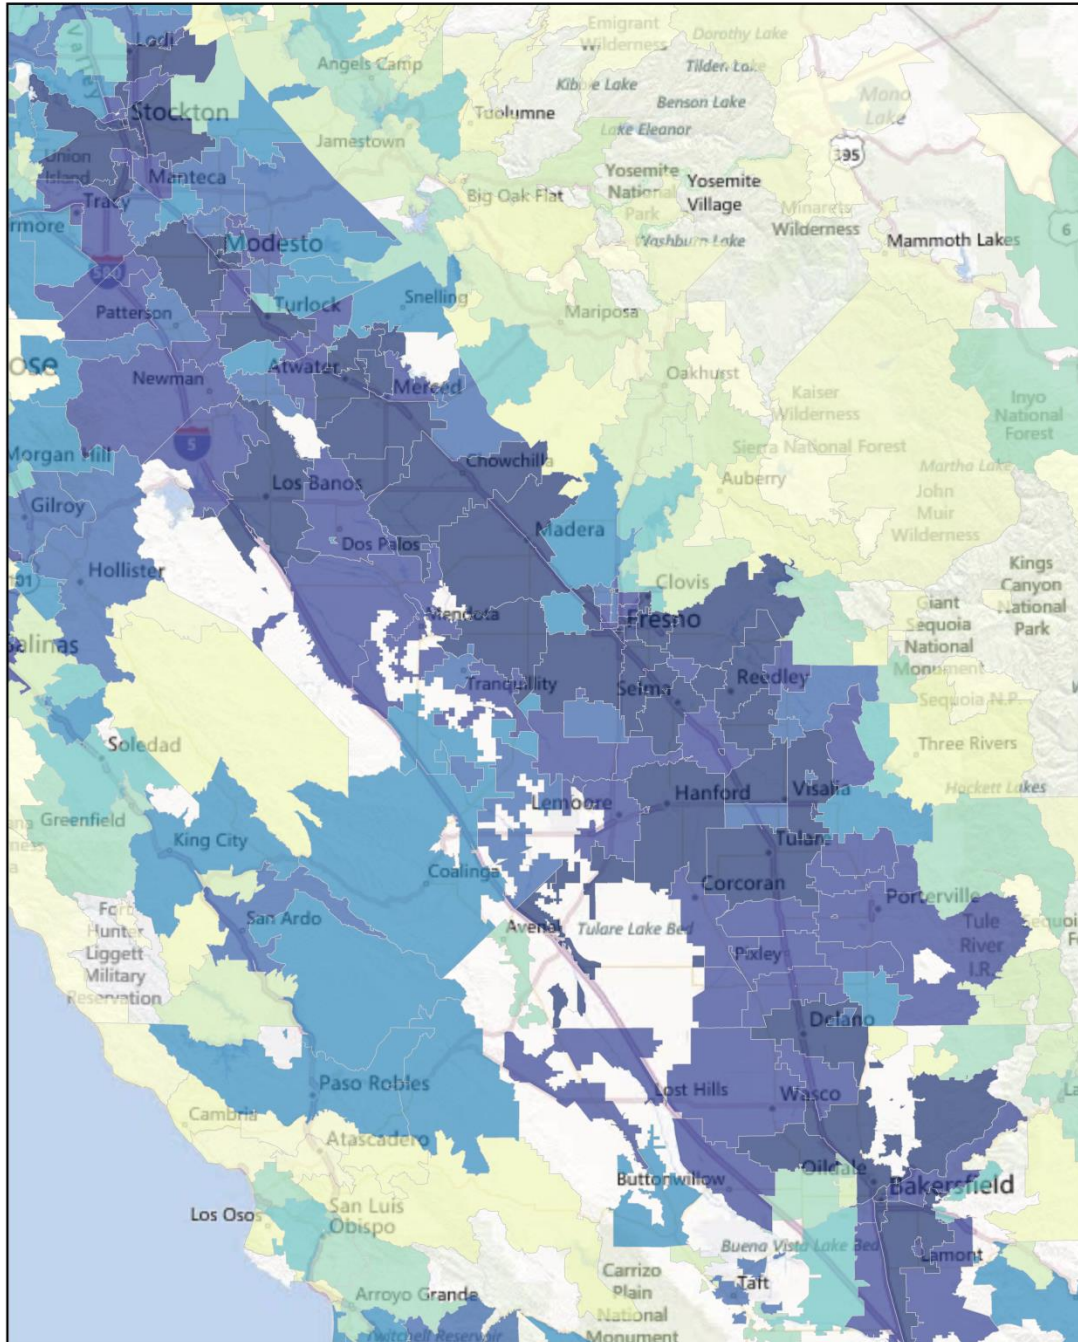 Lodi
Valley
Emigrant
Wilderness
Dorothy Lake
Angels Camp
Tilden Lake
Kibbie Lake
Benson Lake
Mono
Lake
Stockton
Tuolumne
Lake Eleanor
Jamestown
395
Union
Island
Manteca
Yosemite
National
Park
Yosemite
Village
Big Oak Flat
Tracy
Minarets
Wilderness
6
rmore
Modesto
Washburn Lake
Mammoth Lakes
580
Snelling
Turlock
Patterson
Mariposa
ose
Atwater
Merced
Oakhurst
Newman
Kaiser
Wilderness
Inyo
National
Forest
5
Sierra National Forest
Morgan Hill
Chowchilla
Martha Lake
Los Banos
Auberry
John
Muir
Wilderness
Gilroy
Madera
Dos Palos
Kings
Canyon
National
Park
Hollister
101
Clovis
Mendota
Fresno
Giant
Sequoia
National
Monument
alinas
Tranquillity
Selma
Reedley
Sequoia N.P.
Soledad
Three Rivers
Hanford
Visalia
Hackett Lakes
Lemoore
Greenfield
King City
Tulare
Coalinga
Corcoran
Porterville
Fort
Hunter
Liggett
Military
Reservation
San Ardo
Avenal
Tulare Lake Bed
Tule
River
I.R.
Sequoi
Pixley
Delano
Paso Robles
Lost Hills
Wasco
Cambria
Atascadero
Oildale
Buttonwillow
Bakersfield
Los Osos
San Luis
Obispo
Buena Vista Lake Bed
Lamont
Carrizo
Plain
National
Monument
Taft
Arroyo Grande
Twitchell Reservoir